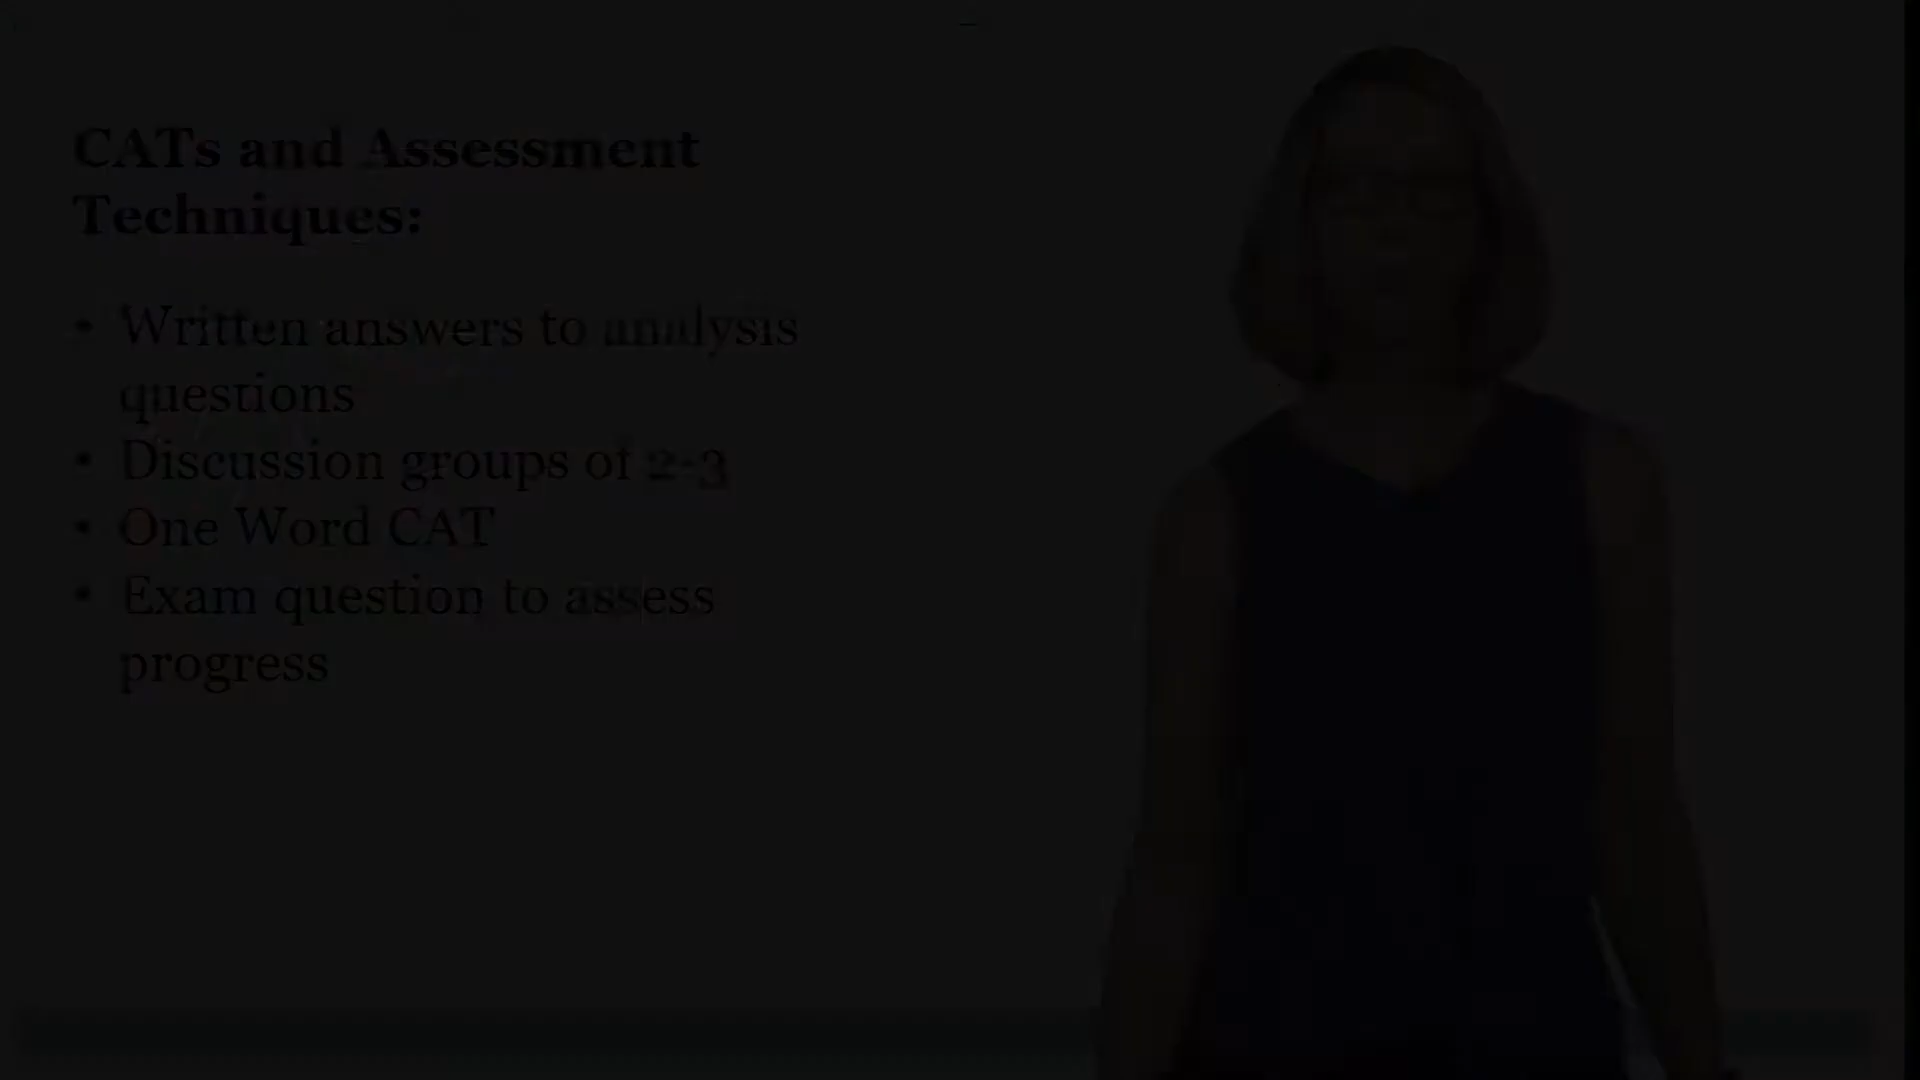 CATs and Assessment
Techniques:
• Written answers to analysis
questions
• Discussion groups of 2-3
• One Word CAT
• Exam question to assess
progress